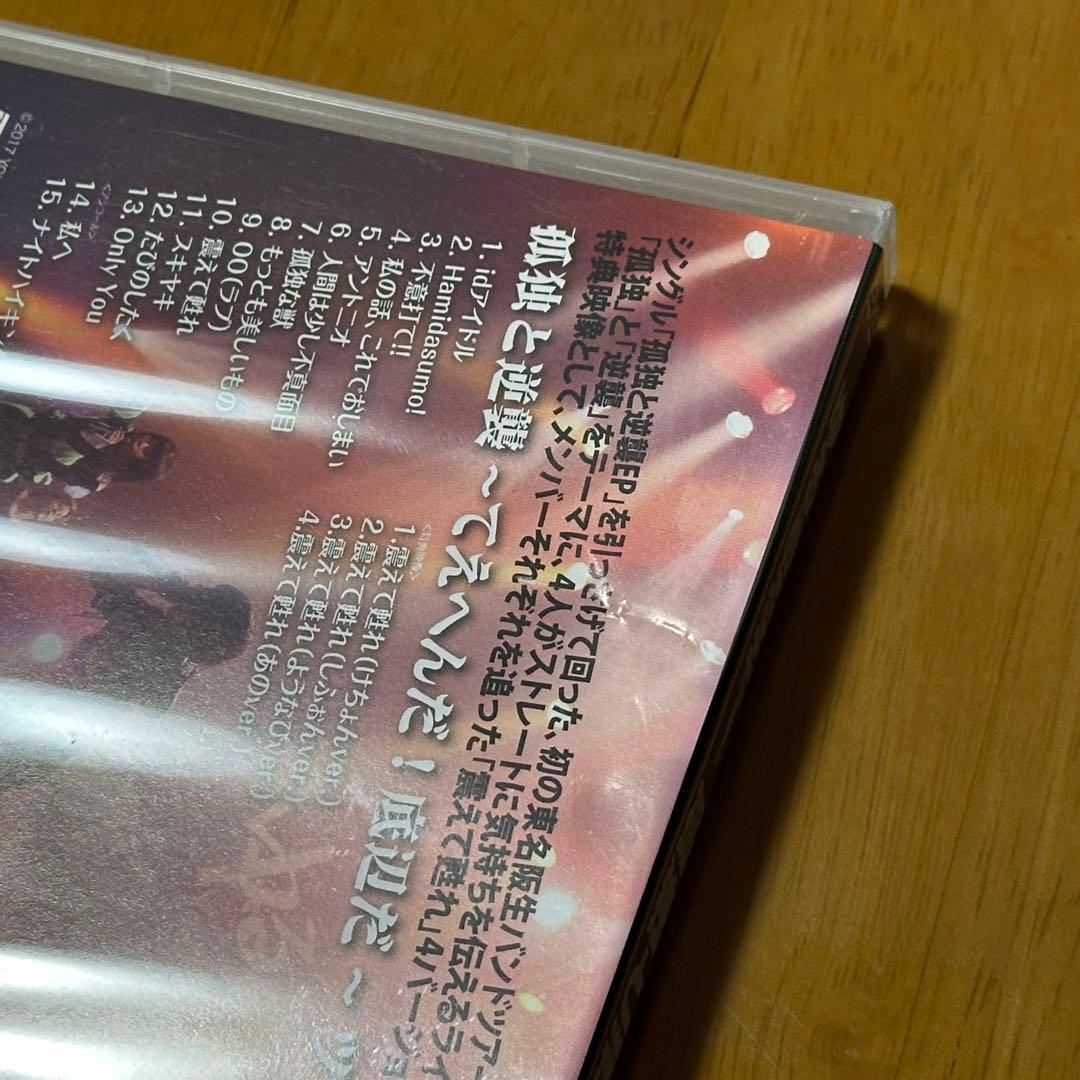 シングル「孤独と逆襲EP」を引っさげて回った、初の東名阪生バンドツアー
「孤独」と「逆襲」をテーマに、4人がストレートに気持ちを伝えるライ
特典映像として、メンバーそれぞれを追った「震えて甦れ」4バージョ
孤独と逆襲 ～てえへんだ！底辺だ～ ツ
1. idアイドル
2. Hamidasumo!
3. 不意打て!
4. 私の話、これでおしまい
5. アントニオ
6. 人間は少し不真面目
7. 孤独な獣
8. もっとも美しいもの
9. OO(ラブ)
10. 震えて甦れ
11. スキヤキ
12. たびのしたく
13. Only You
<アンコール>
14. 私へ
15. ナイトハイキン
<特典映像>
1. 震えて甦れ(けちょんver.)
2. 震えて甦れ(しふぉんver.)
3. 震えて甦れ(ようなぴver.)
4. 震えて甦れ(あのver.)
©2017 YO